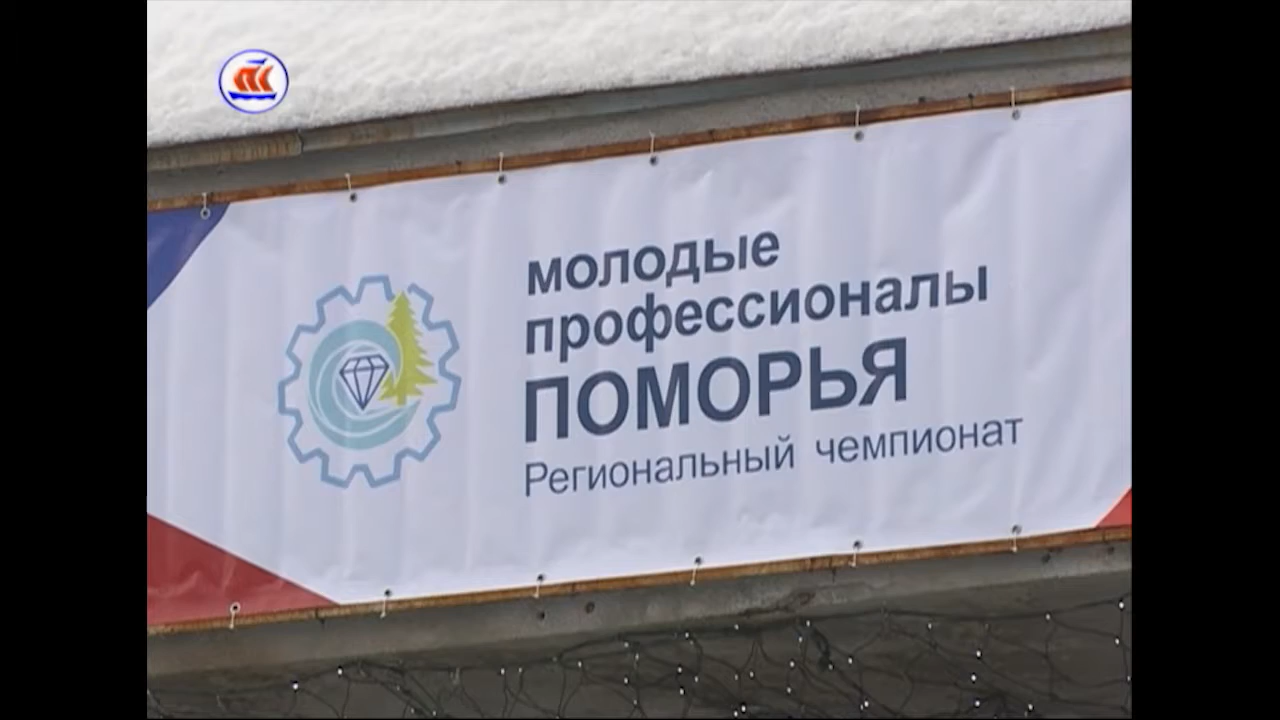 молодые
профессионалы
ПОМОРЬЯ
Региональный чемпионат